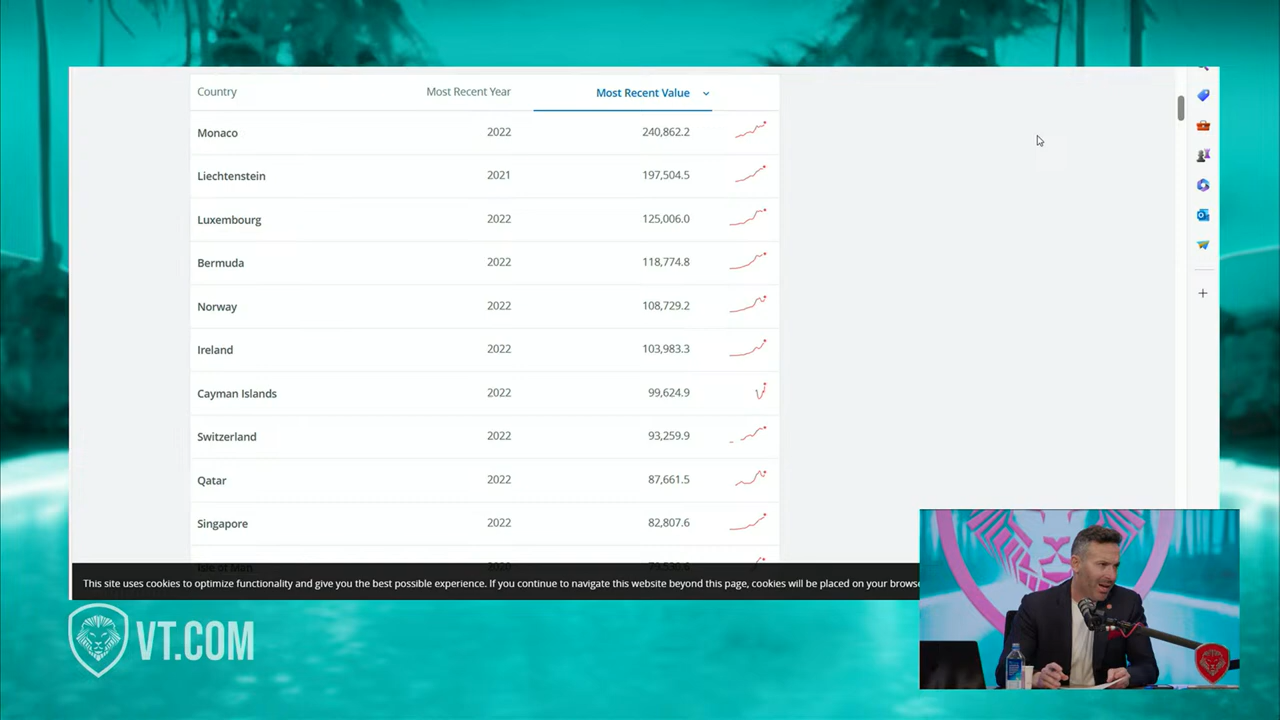 Country Most Recent Year Most Recent Value
Monaco 2022 240,862.2
Liechtenstein 2021 197,504.5
Luxembourg 2022 125,006.0
Bermuda 2022 118,774.8
Norway 2022 108,729.2
Ireland 2022 103,983.3
Cayman Islands 2022 99,624.9
Switzerland 2022 93,259.9
Qatar 2022 87,661.5
Singapore 2022 82,807.6
Isle of Man
This site uses cookies to optimize functionality and give you the best possible experience. If you continue to navigate this website beyond this page, cookies will be placed on your browse
VT.COM